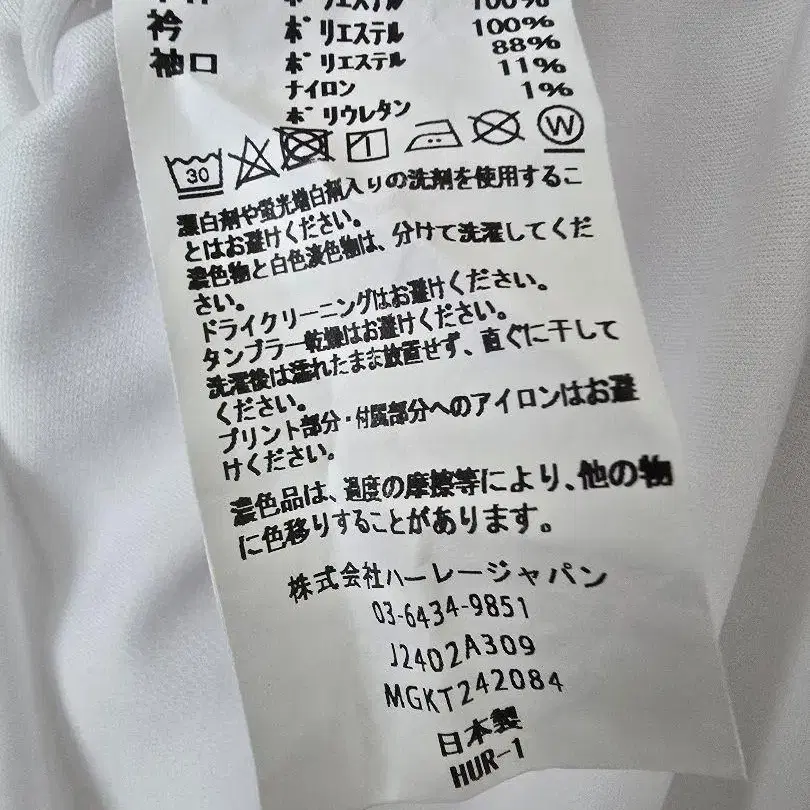 ポリエステル 100%
衿 ポリエステル 100%
袖口 ポリエステル 88%
ナイロン 11%
ポリウレタン 1%
30 W
漂白剤や蛍光増白剤入りの洗剤を使用するこ
とはお避けください。
濃色物と白色淡色物は、分けて洗濯してくだ
さい。
ドライクリーニングはお避けください。
タンブラー乾燥はお避けください。
洗濯後は濡れたまま放置せず、直ぐに干して
ください。
プリント部分・付属部分へのアイロンはお避
けください。
濃色品は、過度の摩擦等により、他の物
に色移りすることがあります。
株式会社ハーレージャパン
03-6434-9851
J2402A309
MGKT242084
日本製
HUR-1